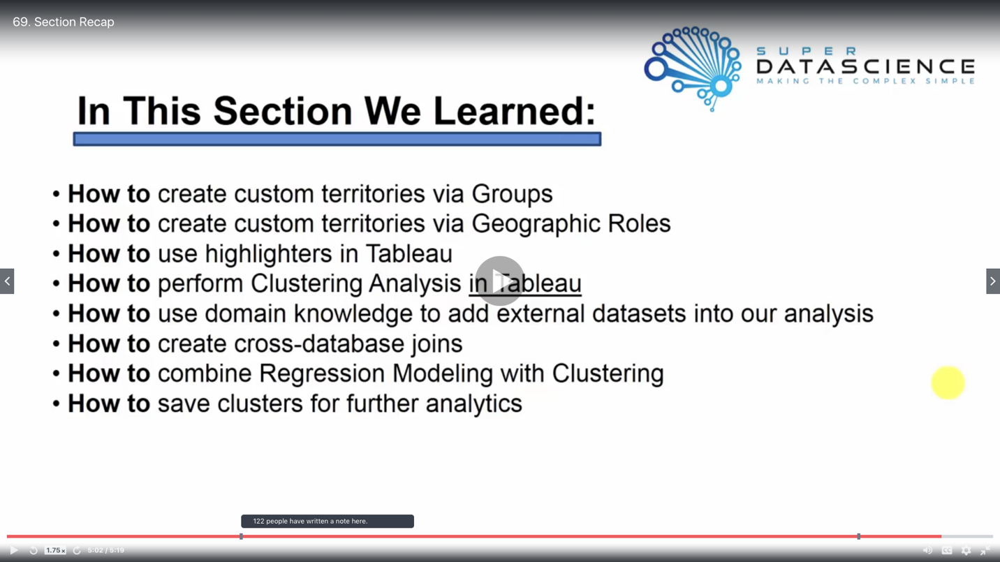 69. Section Recap
SUPER
DATASCIENCE
MAKING THE COMPLEX SIMPLE
In This Section We Learned:
• How to create custom territories via Groups
• How to create custom territories via Geographic Roles
• How to use highlighters in Tableau
• How to perform Clustering Analysis in Tableau
• How to use domain knowledge to add external datasets into our analysis
• How to create cross-database joins
• How to combine Regression Modeling with Clustering
• How to save clusters for further analytics
122 people have written a note here.
1.75x 5:02 / 5:19 CC